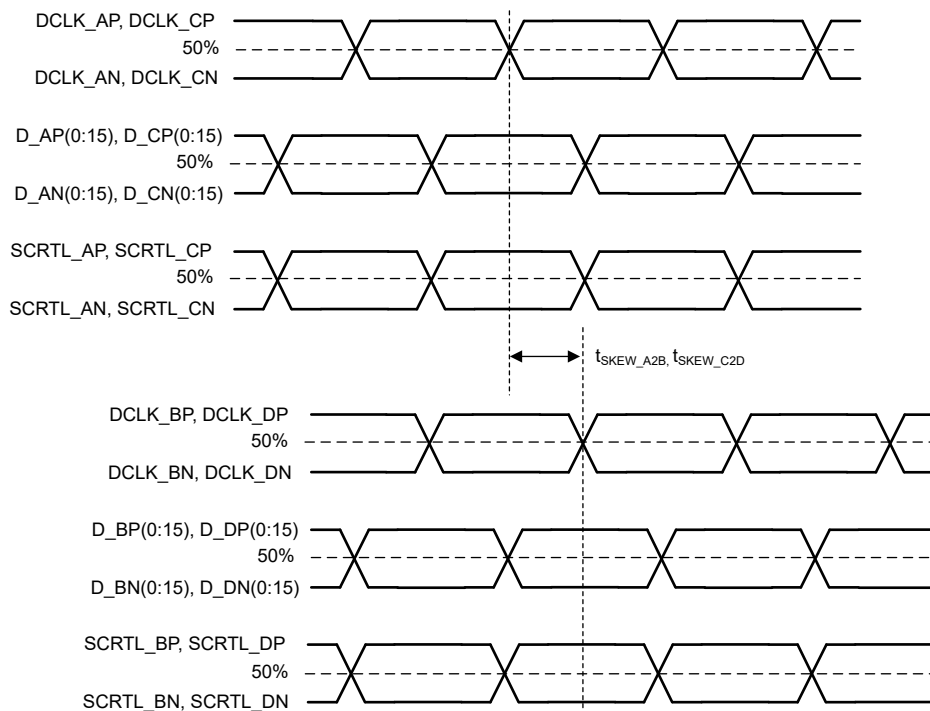 DCLK_AP, DCLK_CP
50%
DCLK_AN, DCLK_CN
D_AP(0:15), D_CP(0:15)
50%
D_AN(0:15), D_CN(0:15)
SCRTL_AP, SCRTL_CP
50%
SCRTL_AN, SCRTL_CN
tSKEW_A2B, tSKEW_C2D
DCLK_BP, DCLK_DP
50%
DCLK_BN, DCLK_DN
D_BP(0:15), D_DP(0:15)
50%
D_BN(0:15), D_DN(0:15)
SCRTL_BP, SCRTL_DP
50%
SCRTL_BN, SCRTL_DN